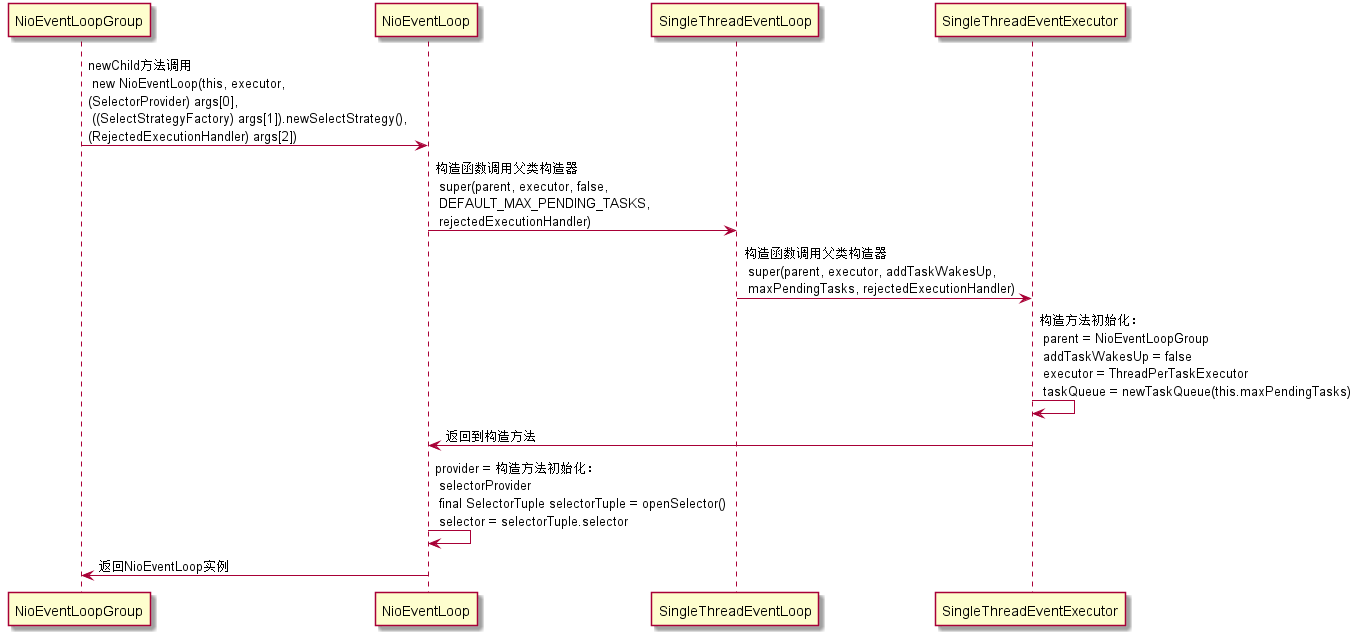 NioEventLoopGroup
NioEventLoop
SingleThreadEventLoop
SingleThreadEventExecutor
newChild方法调用
new NioEventLoop(this, executor,
(SelectorProvider) args[0],
((SelectStrategyFactory) args[1]).newSelectStrategy(),
(RejectedExecutionHandler) args[2])
构造函数调用父类构造器
super(parent, executor, false,
DEFAULT_MAX_PENDING_TASKS,
rejectedExecutionHandler)
构造函数调用父类构造器
super(parent, executor, addTaskWakesUp,
maxPendingTasks, rejectedExecutionHandler)
构造方法初始化：
parent = NioEventLoopGroup
addTaskWakesUp = false
executor = ThreadPerTaskExecutor
taskQueue = newTaskQueue(this.maxPendingTasks)
返回到构造方法
provider = 构造方法初始化：
selectorProvider
final SelectorTuple selectorTuple = openSelector()
selector = selectorTuple.selector
返回NioEventLoop实例
NioEventLoopGroup
NioEventLoop
SingleThreadEventLoop
SingleThreadEventExecutor